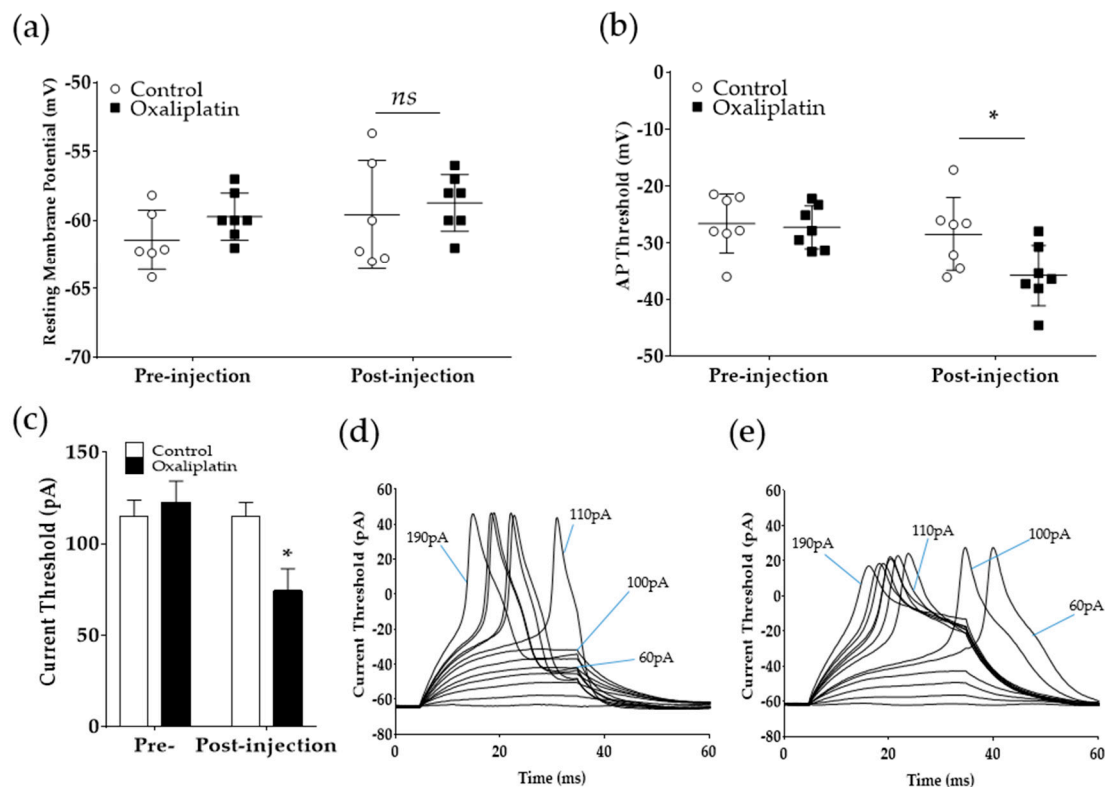 (a)
Resting Membrane Potential (mV)
-50
-55
-60
-65
-70
Control
Oxaliplatin
ns
Pre-injection
Post-injection
(b)
AP Threshold (mV)
0
-10
-20
-30
-40
-50
Control
Oxaliplatin
*
Pre-injection
Post-injection
(c)
Current Threshold (pA)
150
100
50
0
Control
Oxaliplatin
*
Pre-
Post-injection
(d)
Current Threshold (pA)
60
40
20
0
-20
-40
-60
-80
190pA
110pA
100pA
60pA
0
20
40
60
Time (ms)
(e)
Current Threshold (pA)
60
40
20
0
-20
-40
-60
-80
190pA
110pA
100pA
60pA
0
20
40
60
Time (ms)